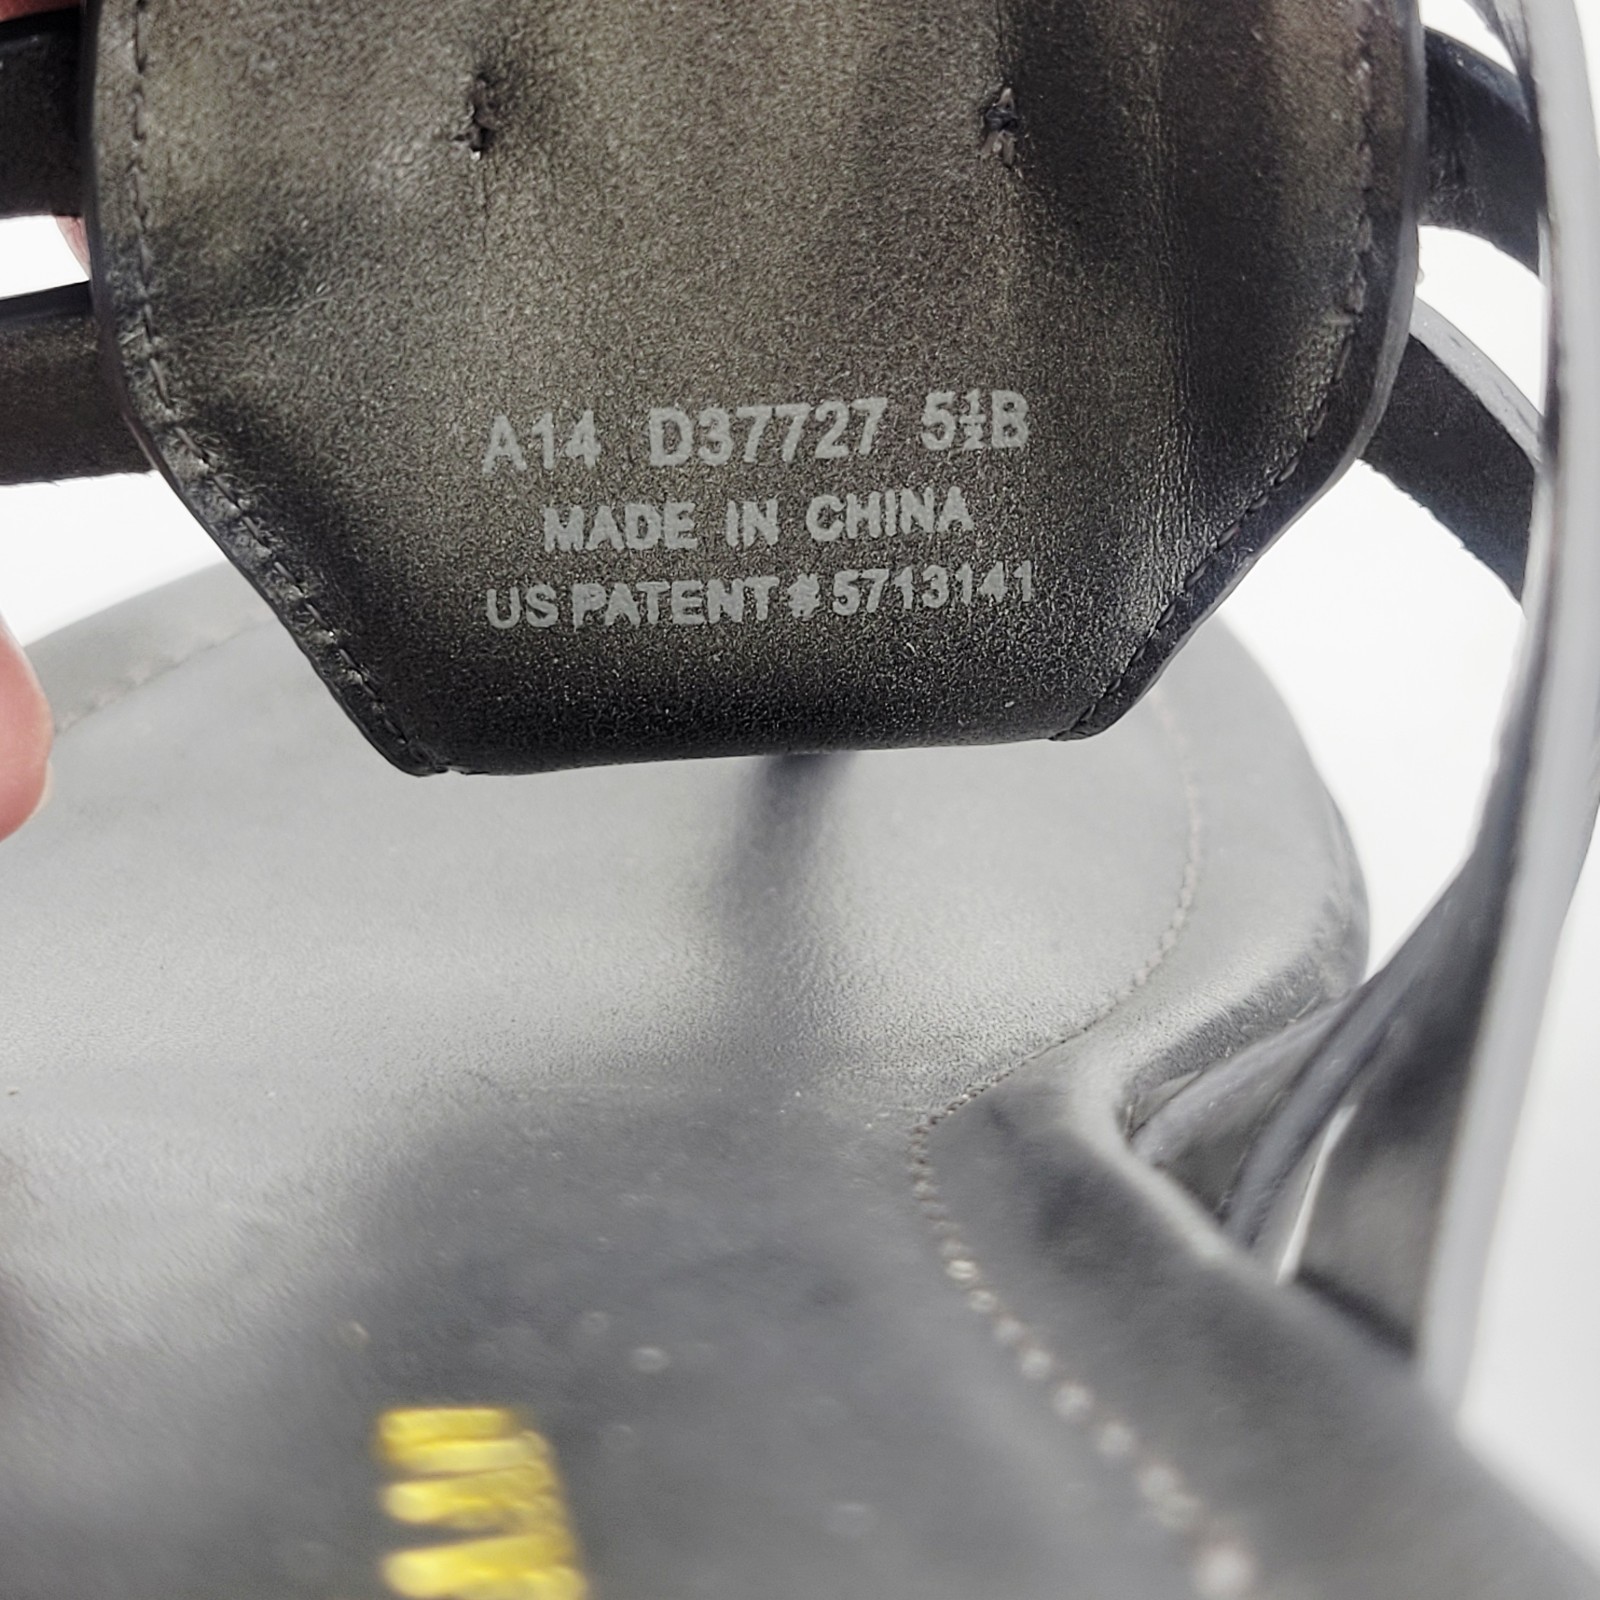 A14 D37727 5½B
MADE IN CHINA
US PATENT # 5713141